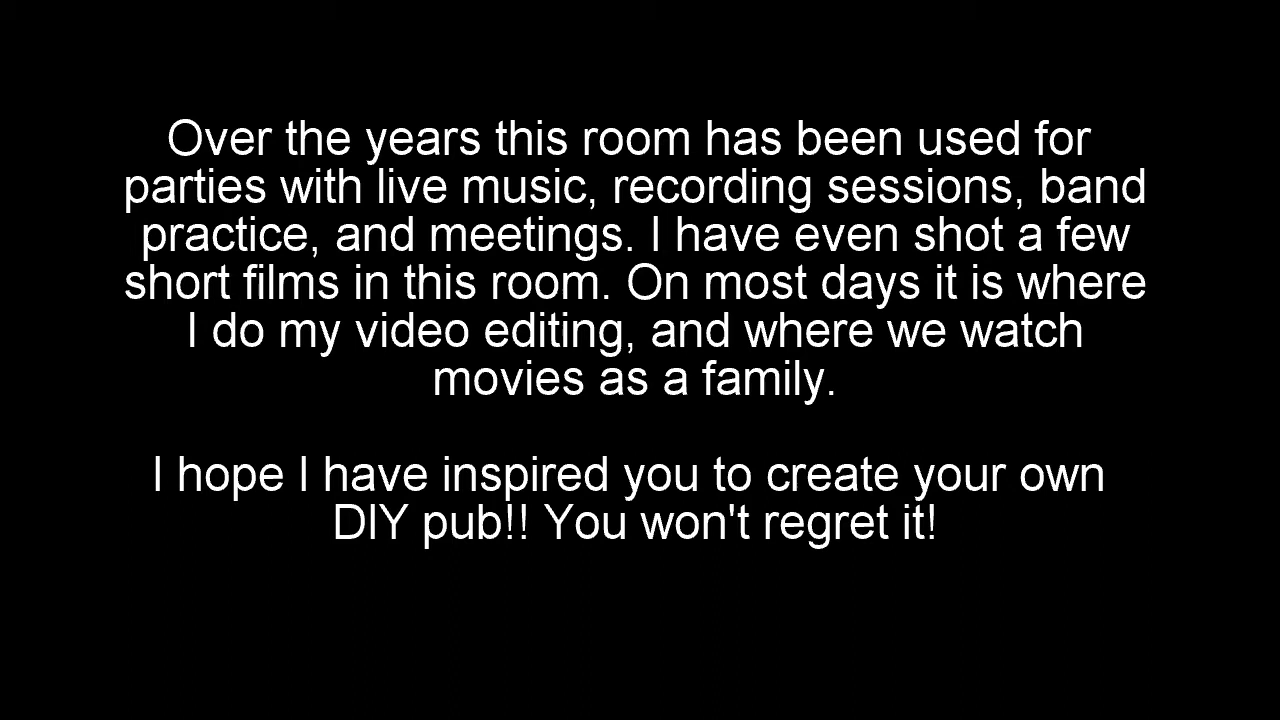 Over the years this room has been used for
parties with live music, recording sessions, band
practice, and meetings. I have even shot a few
short films in this room. On most days it is where
I do my video editing, and where we watch
movies as a family.
I hope I have inspired you to create your own
DIY pub!! You won't regret it!